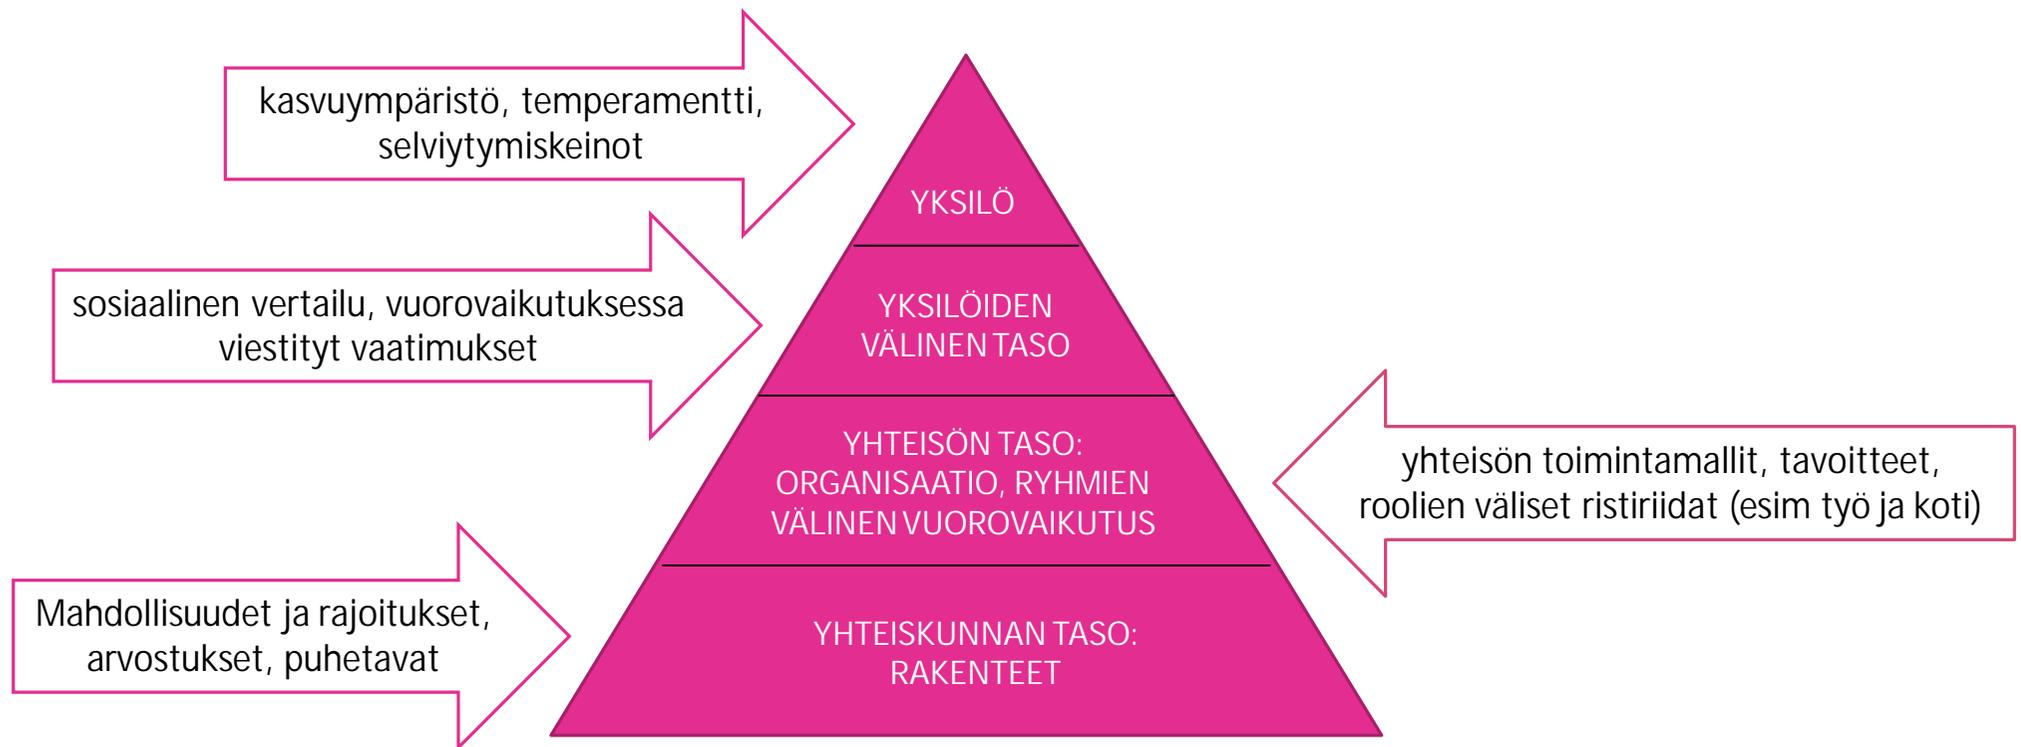 kasvuympäristö, temperamentti,
selviytymiskeinot
YKSILÖ
sosiaalinen vertailu, vuorovaikutuksessa
viestityt vaatimukset
YKSILÖIDEN
VÄLINEN TASO
YHTEISÖN TASO:
ORGANISAATIO, RYHMIEN
VÄLINEN VUOROVAIKUTUS
yhteisön toimintamallit, tavoitteet,
roolien väliset ristiriidat (esim työ ja koti)
Mahdollisuudet ja rajoitukset,
arvostukset, puhetavat
YHTEISKUNNAN TASO:
RAKENTEET